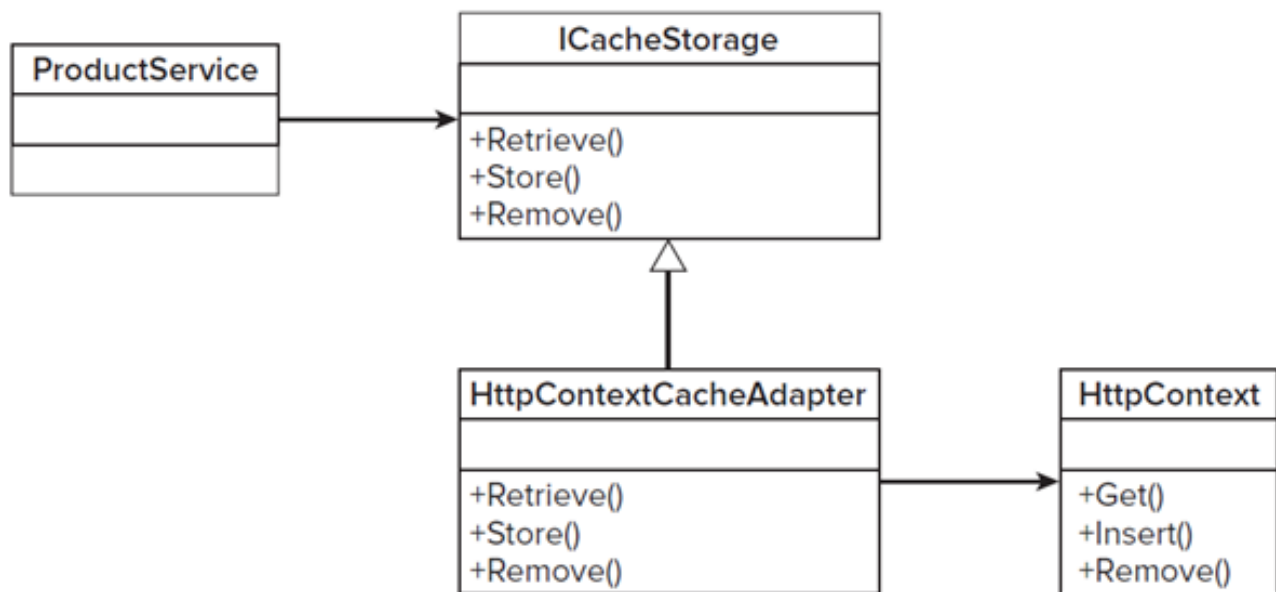 ProductService
ICacheStorage
+Retrieve()
+Store()
+Remove()
HttpContextCacheAdapter
+Retrieve()
+Store()
+Remove()
HttpContext
+Get()
+Insert()
+Remove()